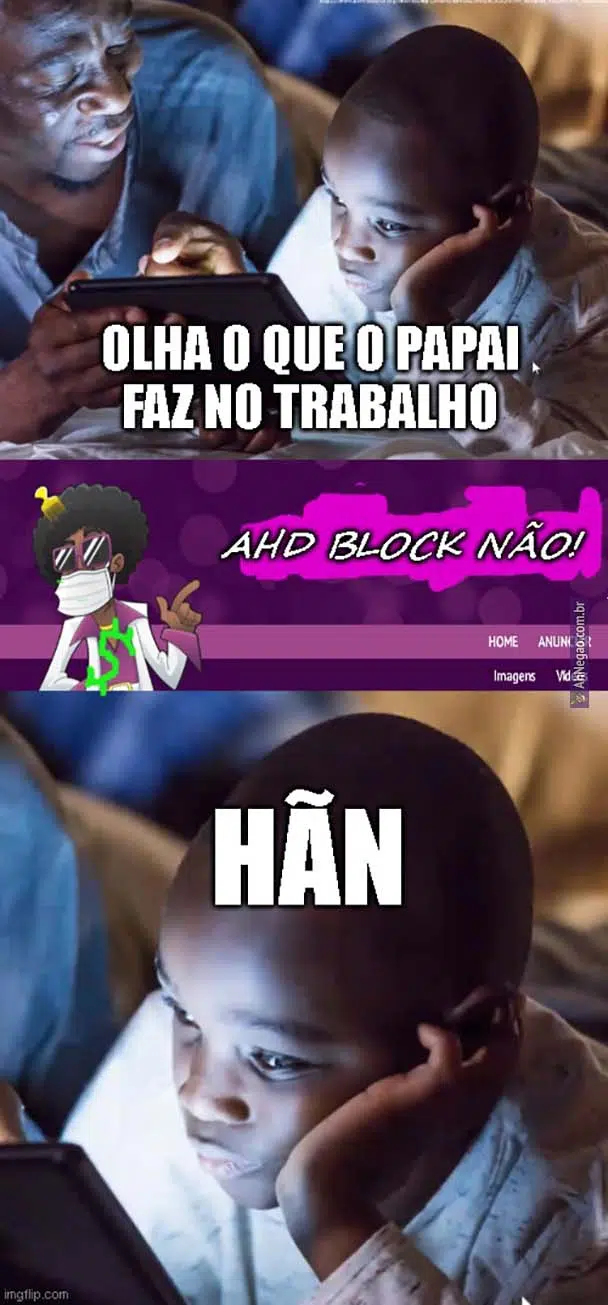 OLHA O QUE O PAPAI
FAZ NO TRABALHO
AHD BLOCK NÃO!
HOME
Imagens
AhNegao.com.br
HÃN
imgflip.com